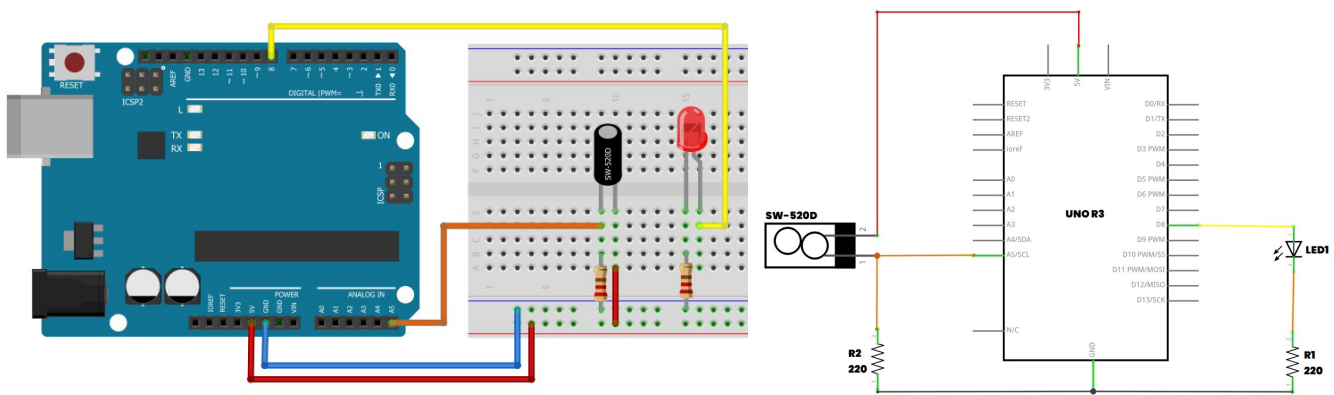 RESET
ICSP2
AREF
GND
13
12
~11
~10
~9
8
7
~6
~5
4
~3
2
TX0 ▶ 1
RX0 ◀ 0
DIGITAL (PWM=
L
TX
RX
ON
1
ICSP
POWER
ANALOG IN
IOREF
RESET
3V3
5V
GND
GND
VIN
A0
A1
A2
A3
A4
A5
1
5
10
15
J
I
H
G
F
E
D
C
B
A
SW-520D
1
5
SW-520D
2
1
3V3
5V
VIN
RESET
RESET2
AREF
ioref
A0
A1
A2
A3
A4/SDA
A5/SCL
N/C
GND
UNO R3
D0/RX
D1/TX
D2
D3 PWM
D4
D5 PWM
D6 PWM
D7
D8
D9 PWM
D10 PWM/SS
D11 PWM/MOSI
D12/MISO
D13/SCK
LED1
R2
220
R1
220